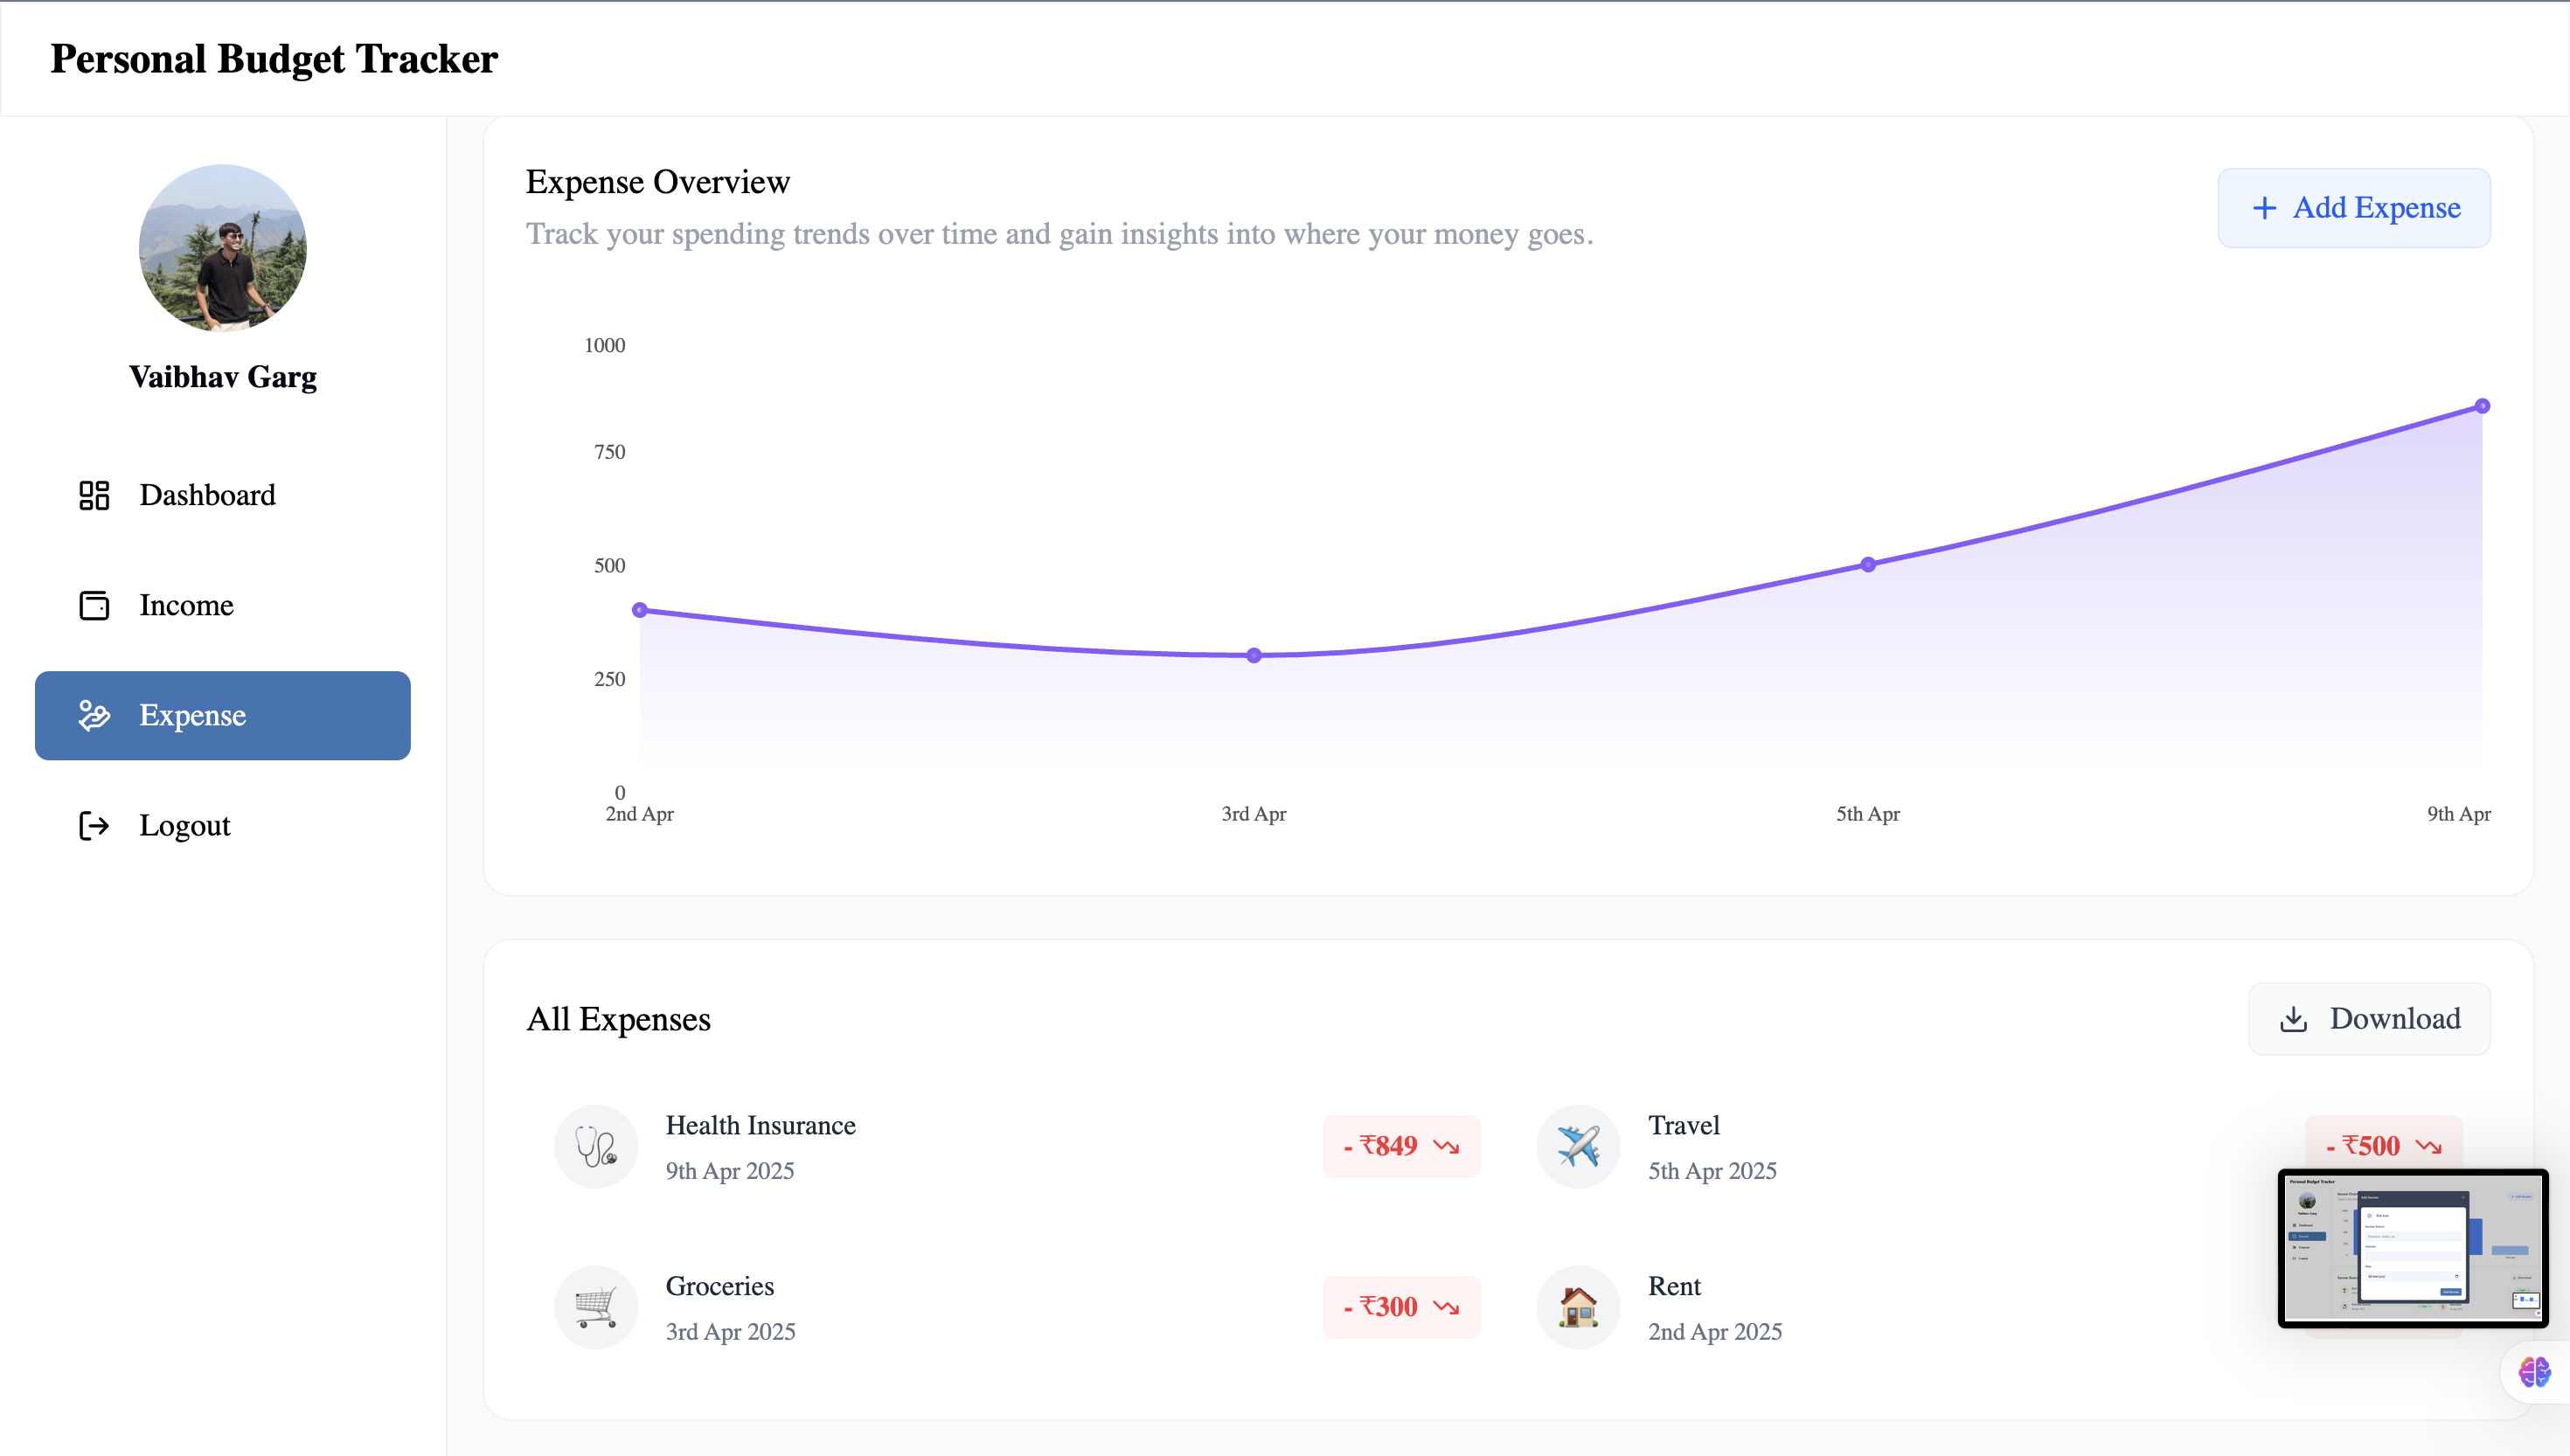 Personal Budget Tracker
Vaibhav Garg
Dashboard
Income
Expense
Logout
Expense Overview
Track your spending trends over time and gain insights into where your money goes.
+ Add Expense
1000
750
500
250
0
2nd Apr
3rd Apr
5th Apr
9th Apr
All Expenses
Download
Health Insurance
9th Apr 2025
- ₹849
Travel
5th Apr 2025
- ₹500
Groceries
3rd Apr 2025
- ₹300
Rent
2nd Apr 2025
Personal Budget Tracker